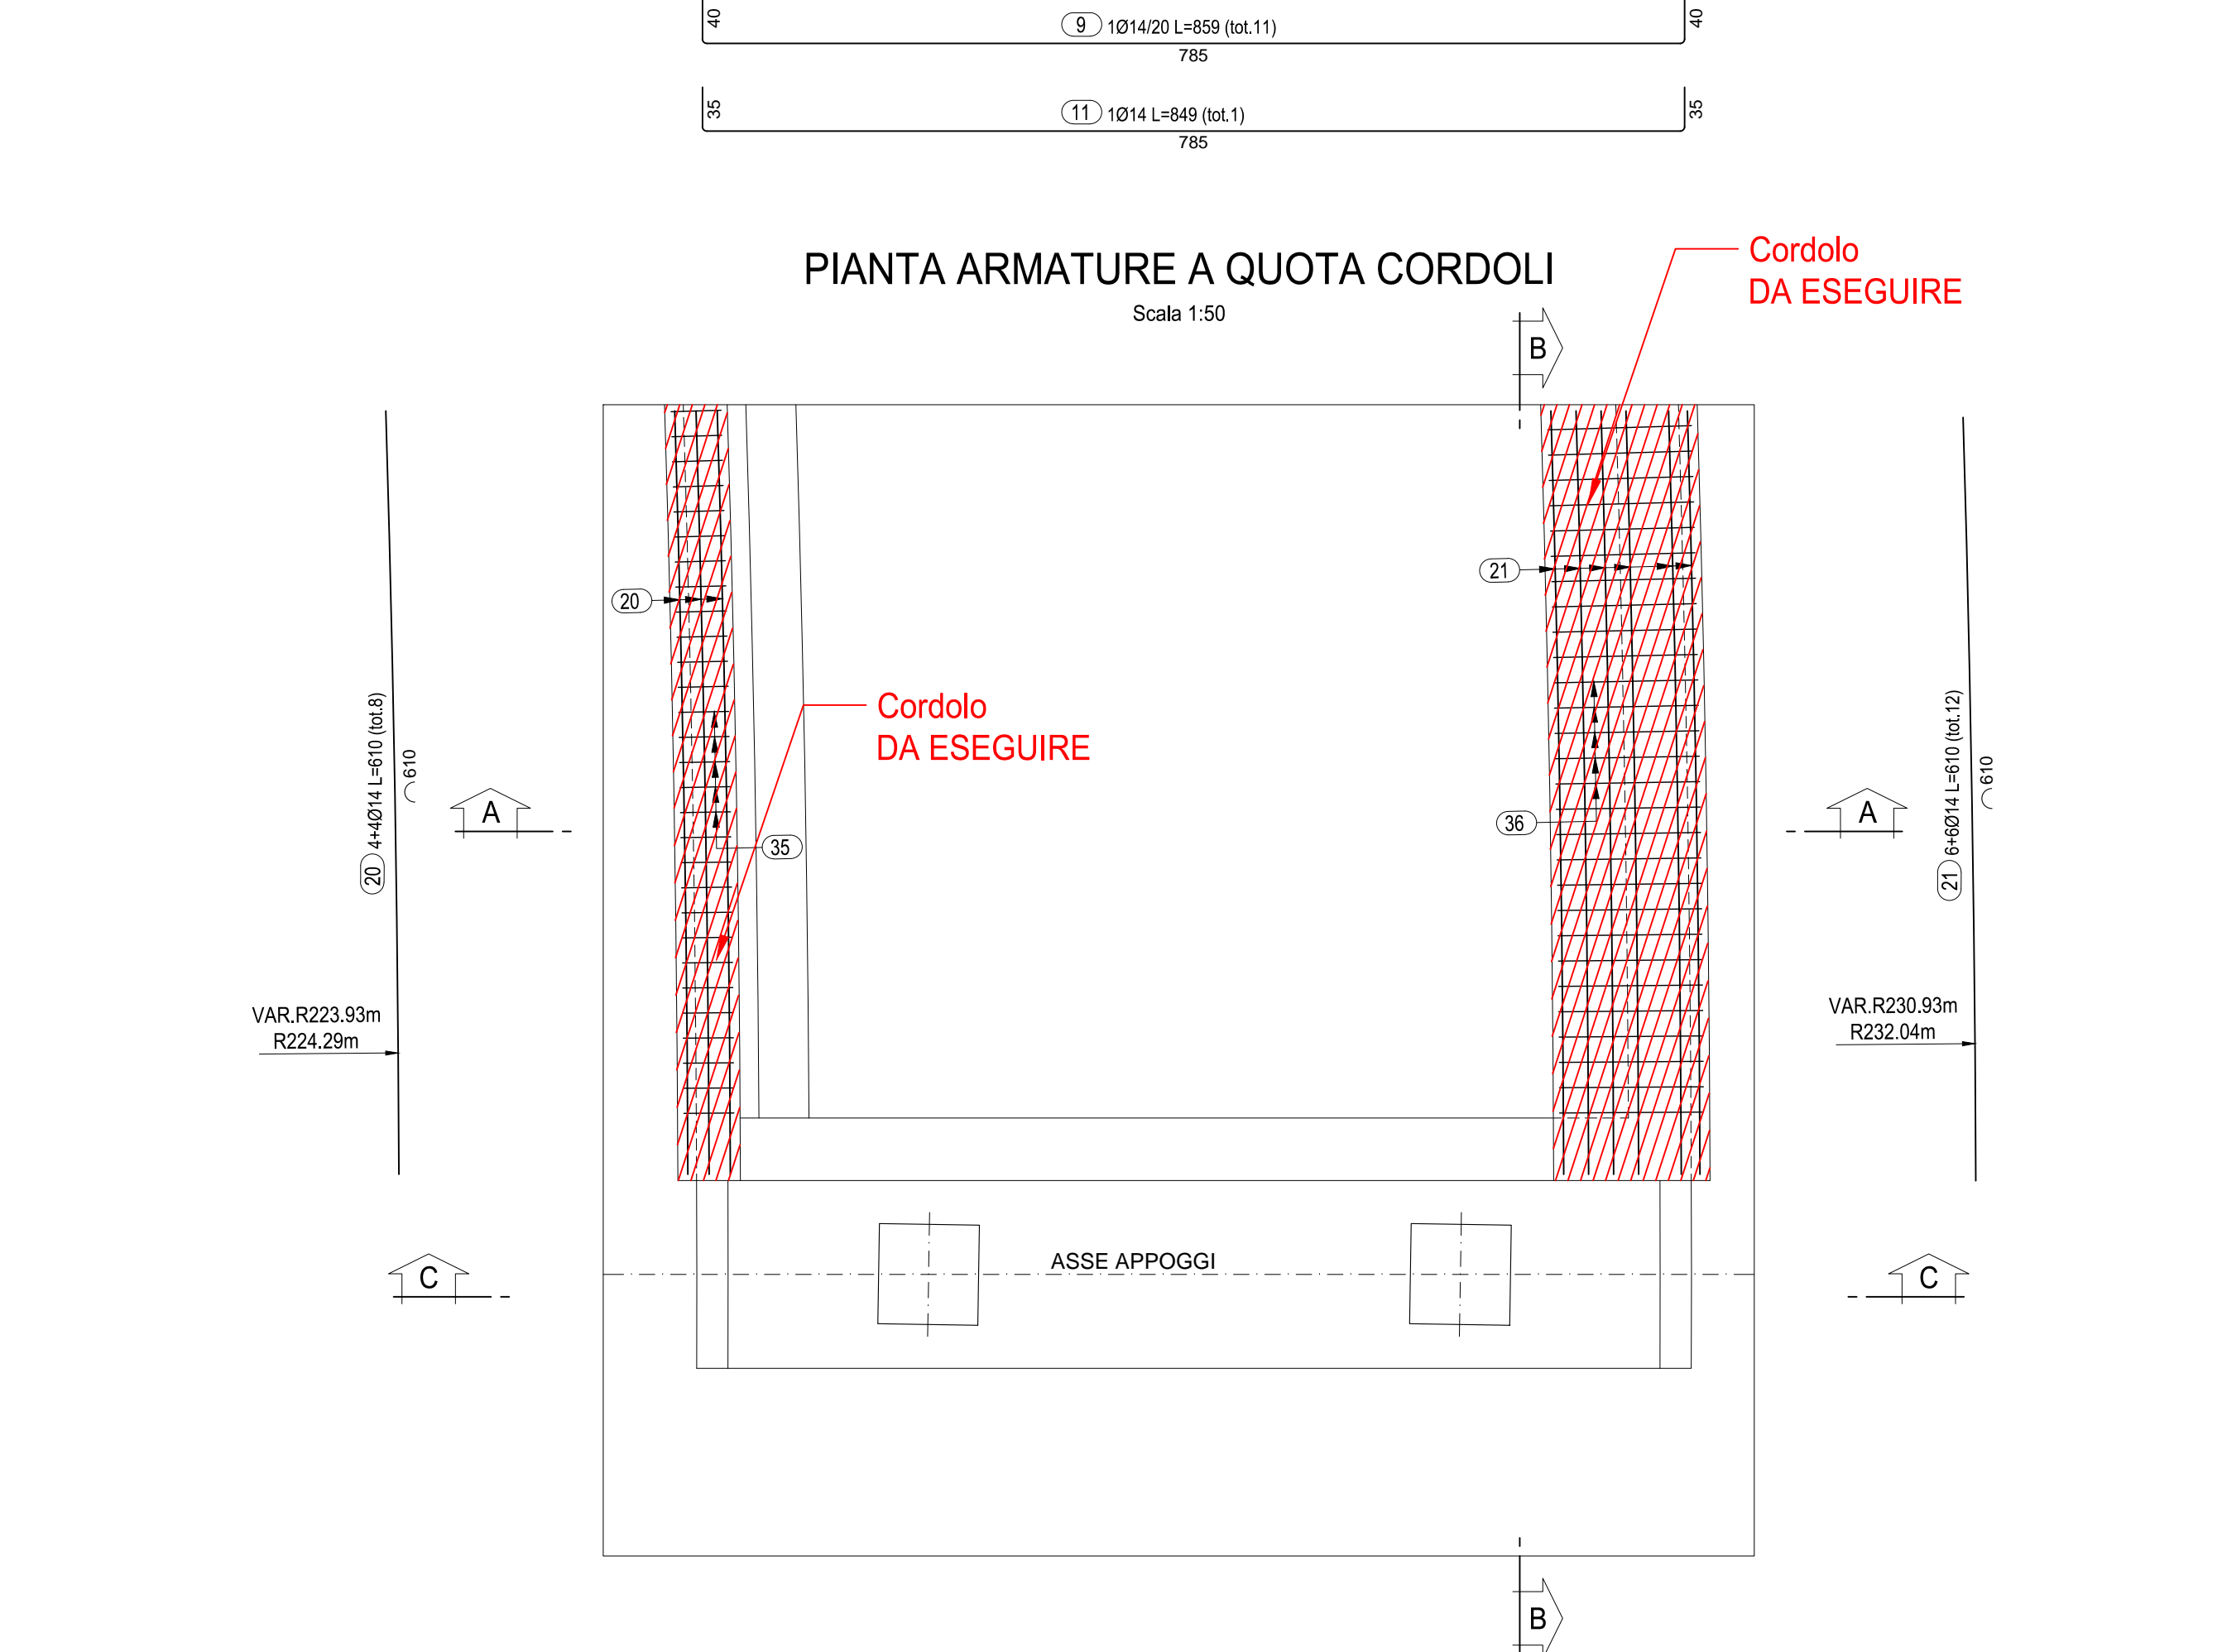 40
9 1Ø14/20 L=859 (tot.11)
40
785
35
11 1Ø14 L=849 (tot.1)
35
785
PIANTA ARMATURE A QUOTA CORDOLI
Scala 1:50
Cordolo
DA ESEGUIRE
B
21
20
Cordolo
DA ESEGUIRE
20 4+4Ø14 L=610 (tot.8)
610
A
35
36
A
21 6+6Ø14 L=610 (tot.12)
610
VAR.R223.93m
R224.29m
VAR.R230.93m
R232.04m
C
ASSE APPOGGI
C
B